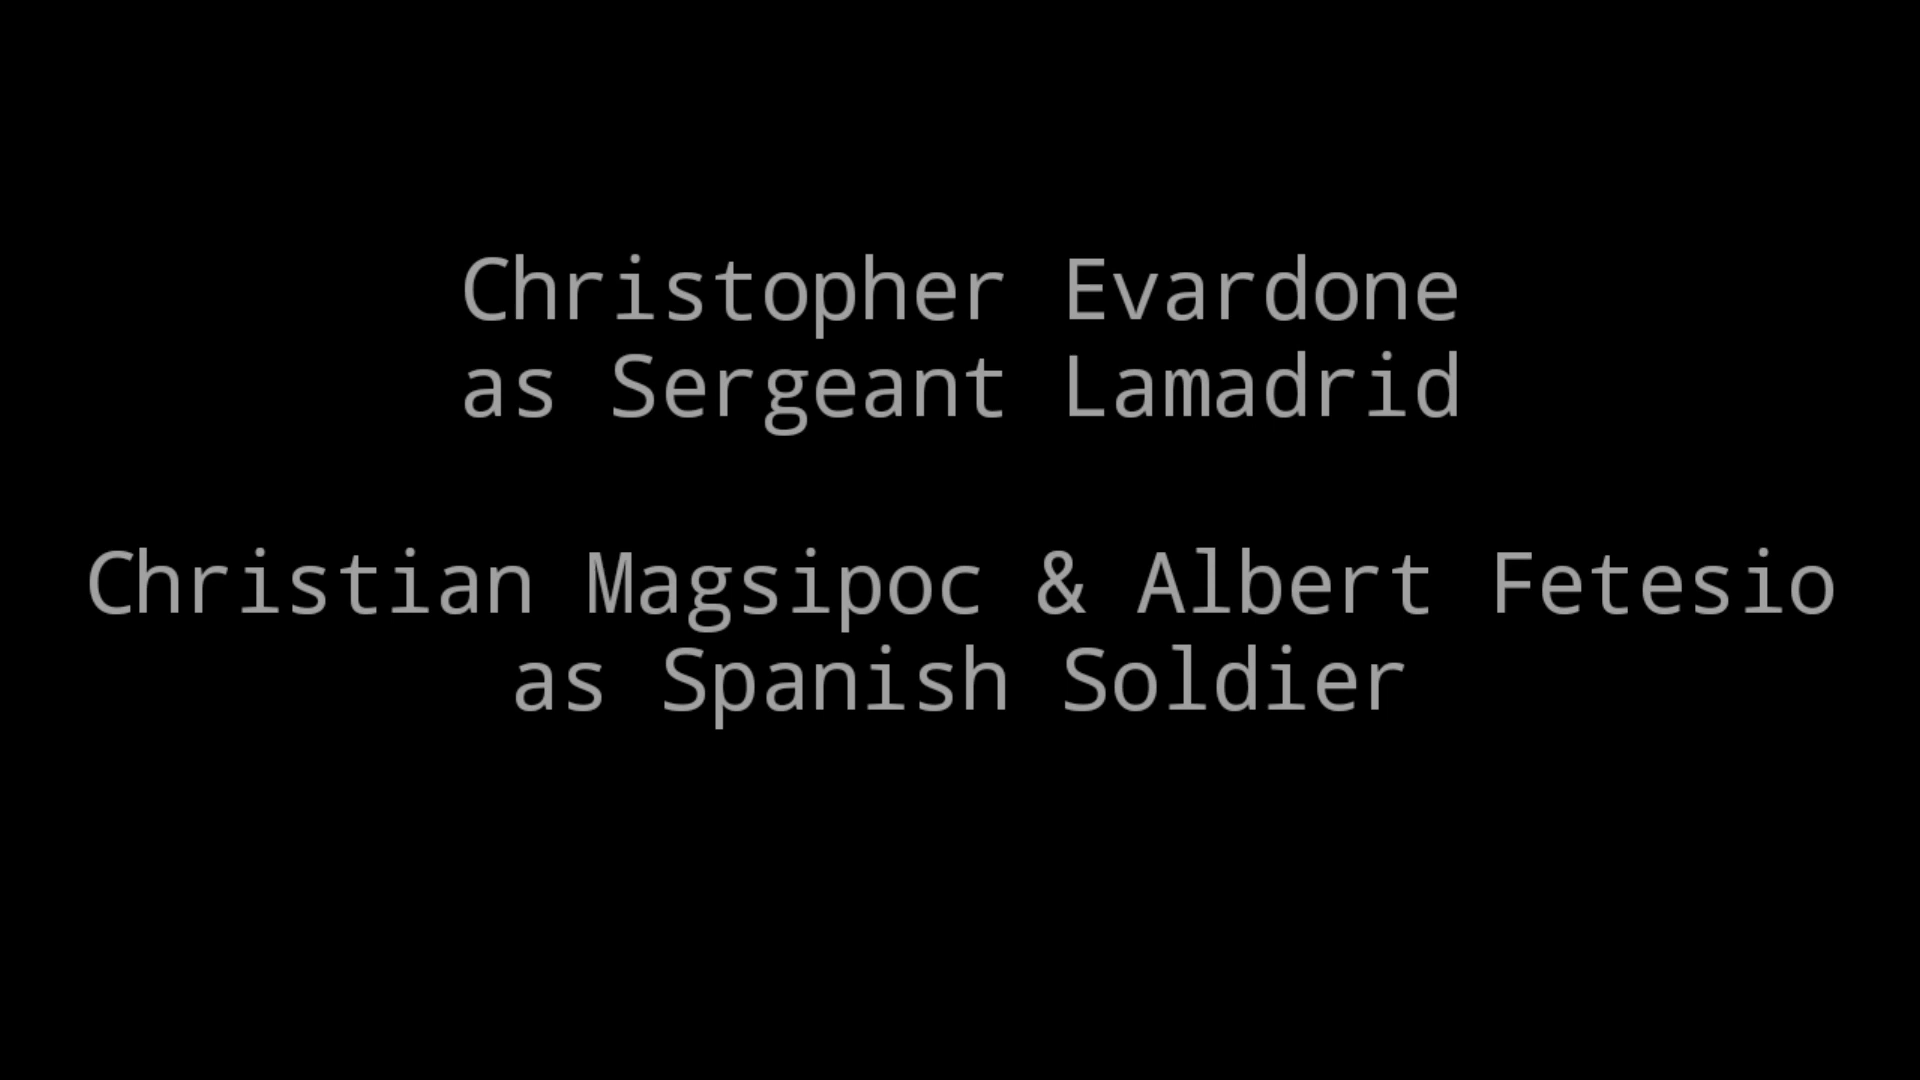 Christopher Evardone
as Sergeant Lamadrid
Christian Magsipoc & Albert Fetesio
as Spanish Soldier